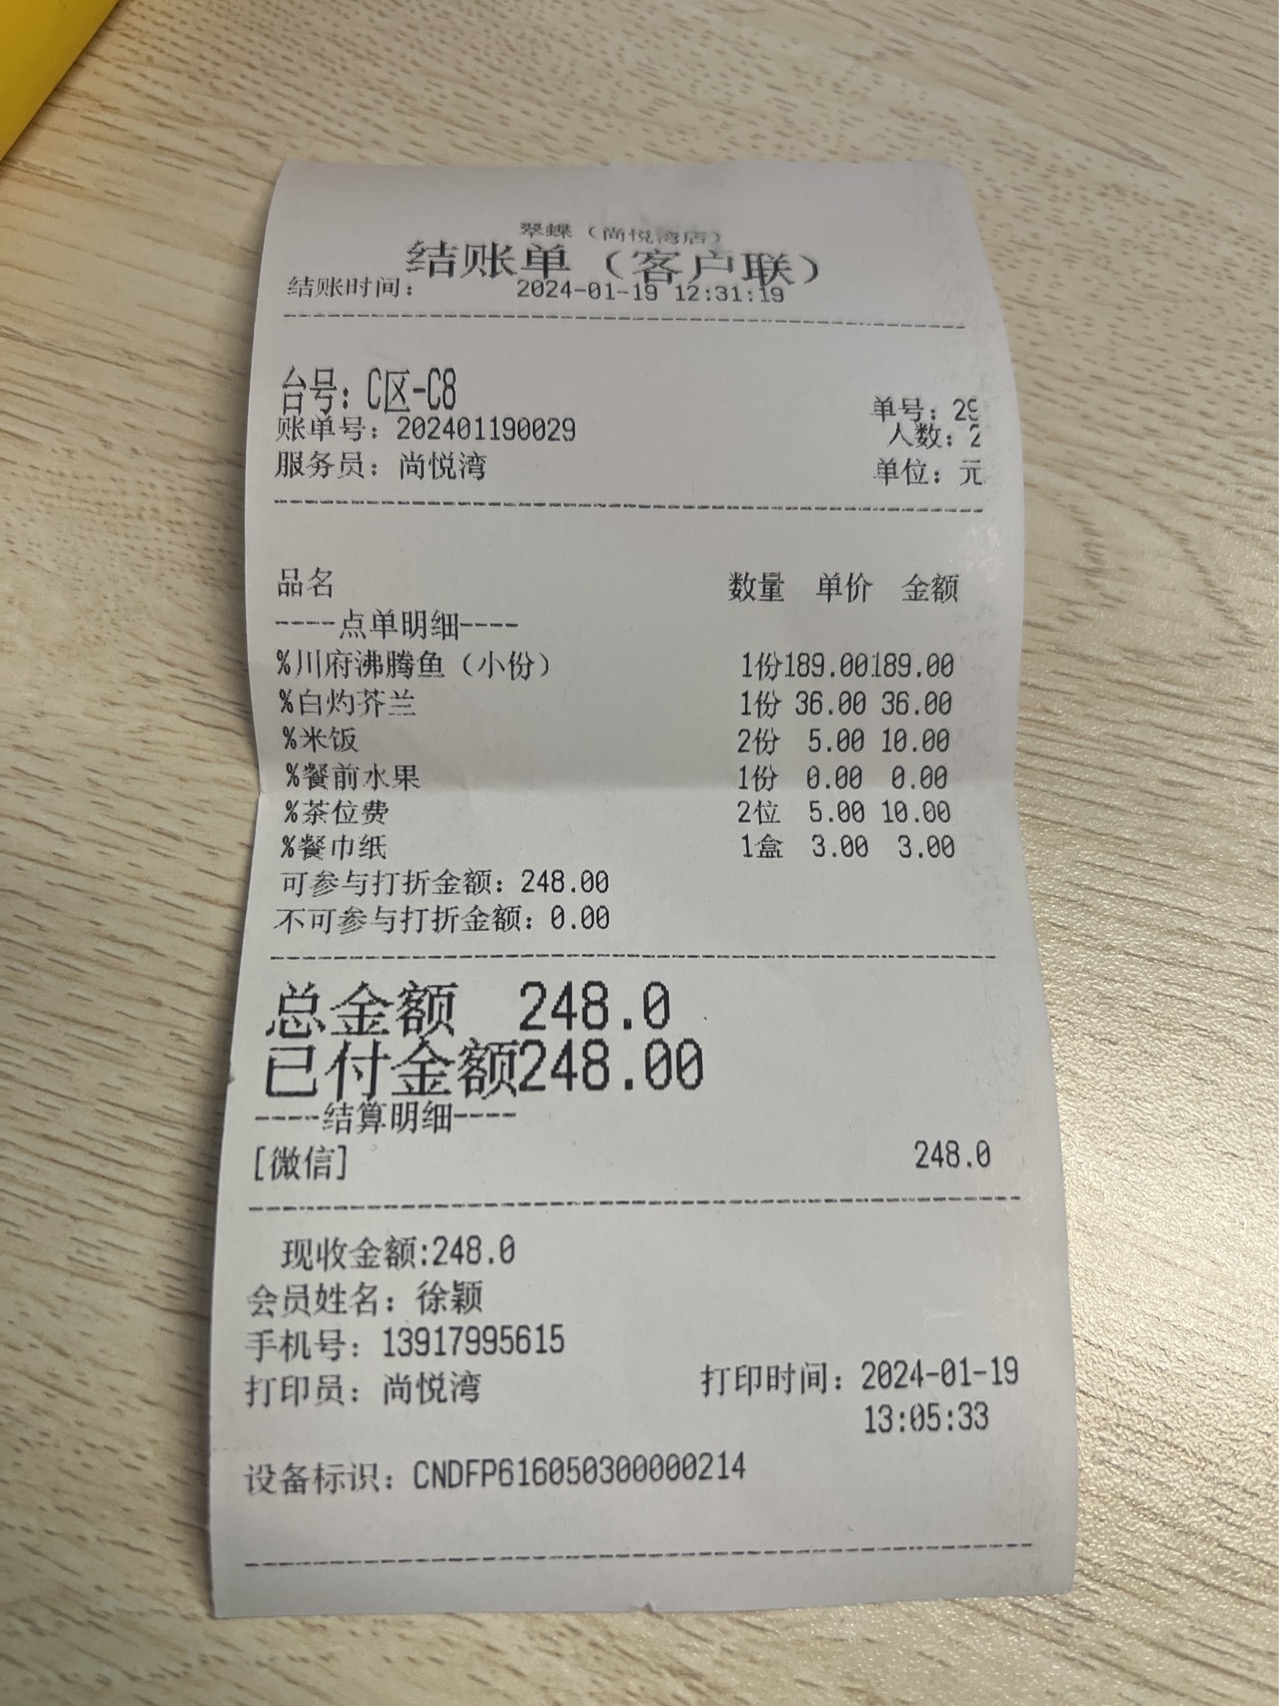 翠蝶（尚悦湾店）
结账单（客户联）
结账时间： 2024-01-19 12:31:19
台号：C区-C8
单号：29
账单号：202401190029
人数：2
服务员：尚悦湾
单位：元
品名 数量 单价 金额
----点单明细----
%川府沸腾鱼（小份） 1份189.00189.00
%白灼芥兰 1份 36.00 36.00
%米饭 2份 5.00 10.00
%餐前水果 1份 0.00 0.00
%茶位费 2位 5.00 10.00
%餐巾纸 1盒 3.00 3.00
可参与打折金额：248.00
不可参与打折金额：0.00
总金额 248.0
已付金额248.00
----结算明细----
[微信] 248.0
现收金额:248.0
会员姓名：徐颖
手机号：13917995615
打印员：尚悦湾 打印时间：2024-01-19
13:05:33
设备标识：CNDFP616050300000214